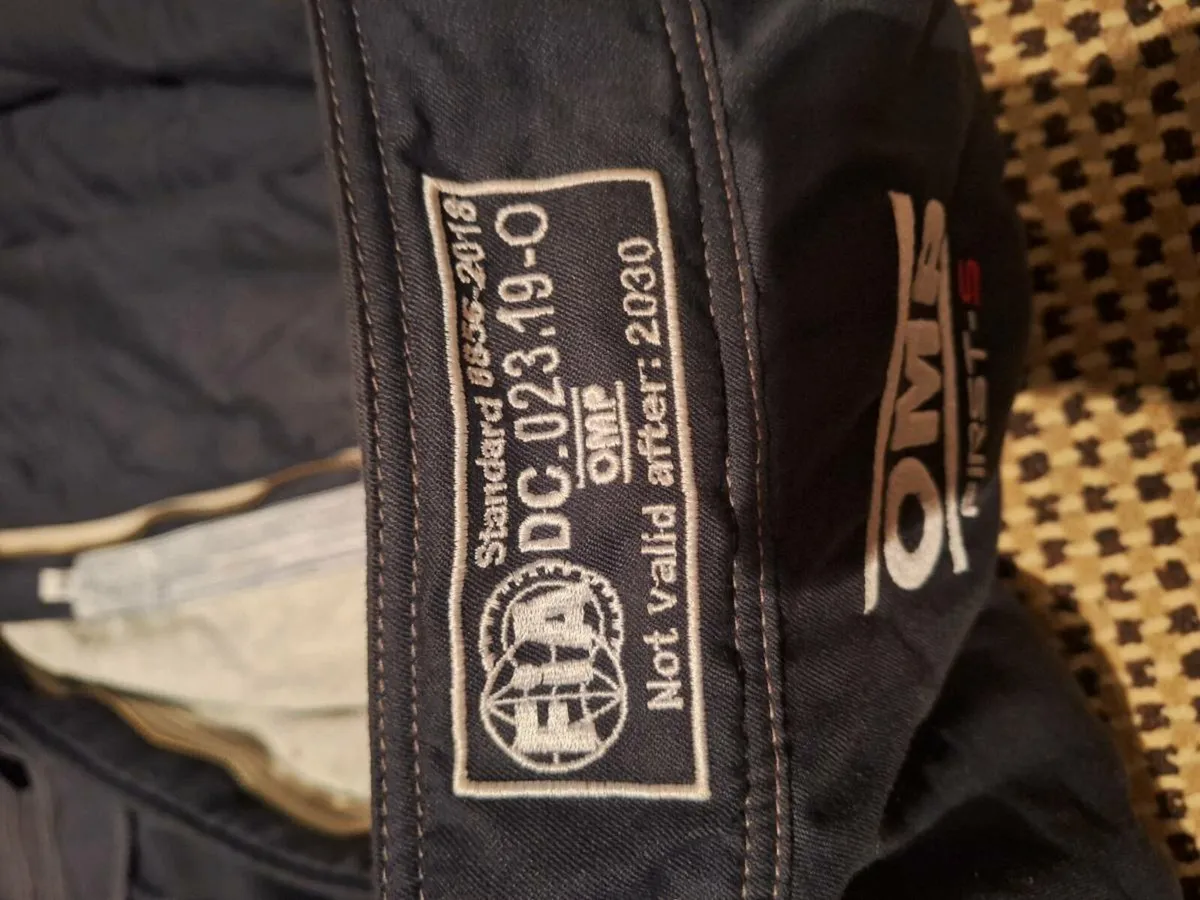 Standard 8856-2018
FIA DC.023.19-O
OMP
Not valid after: 2030
OMP
FIRST-S